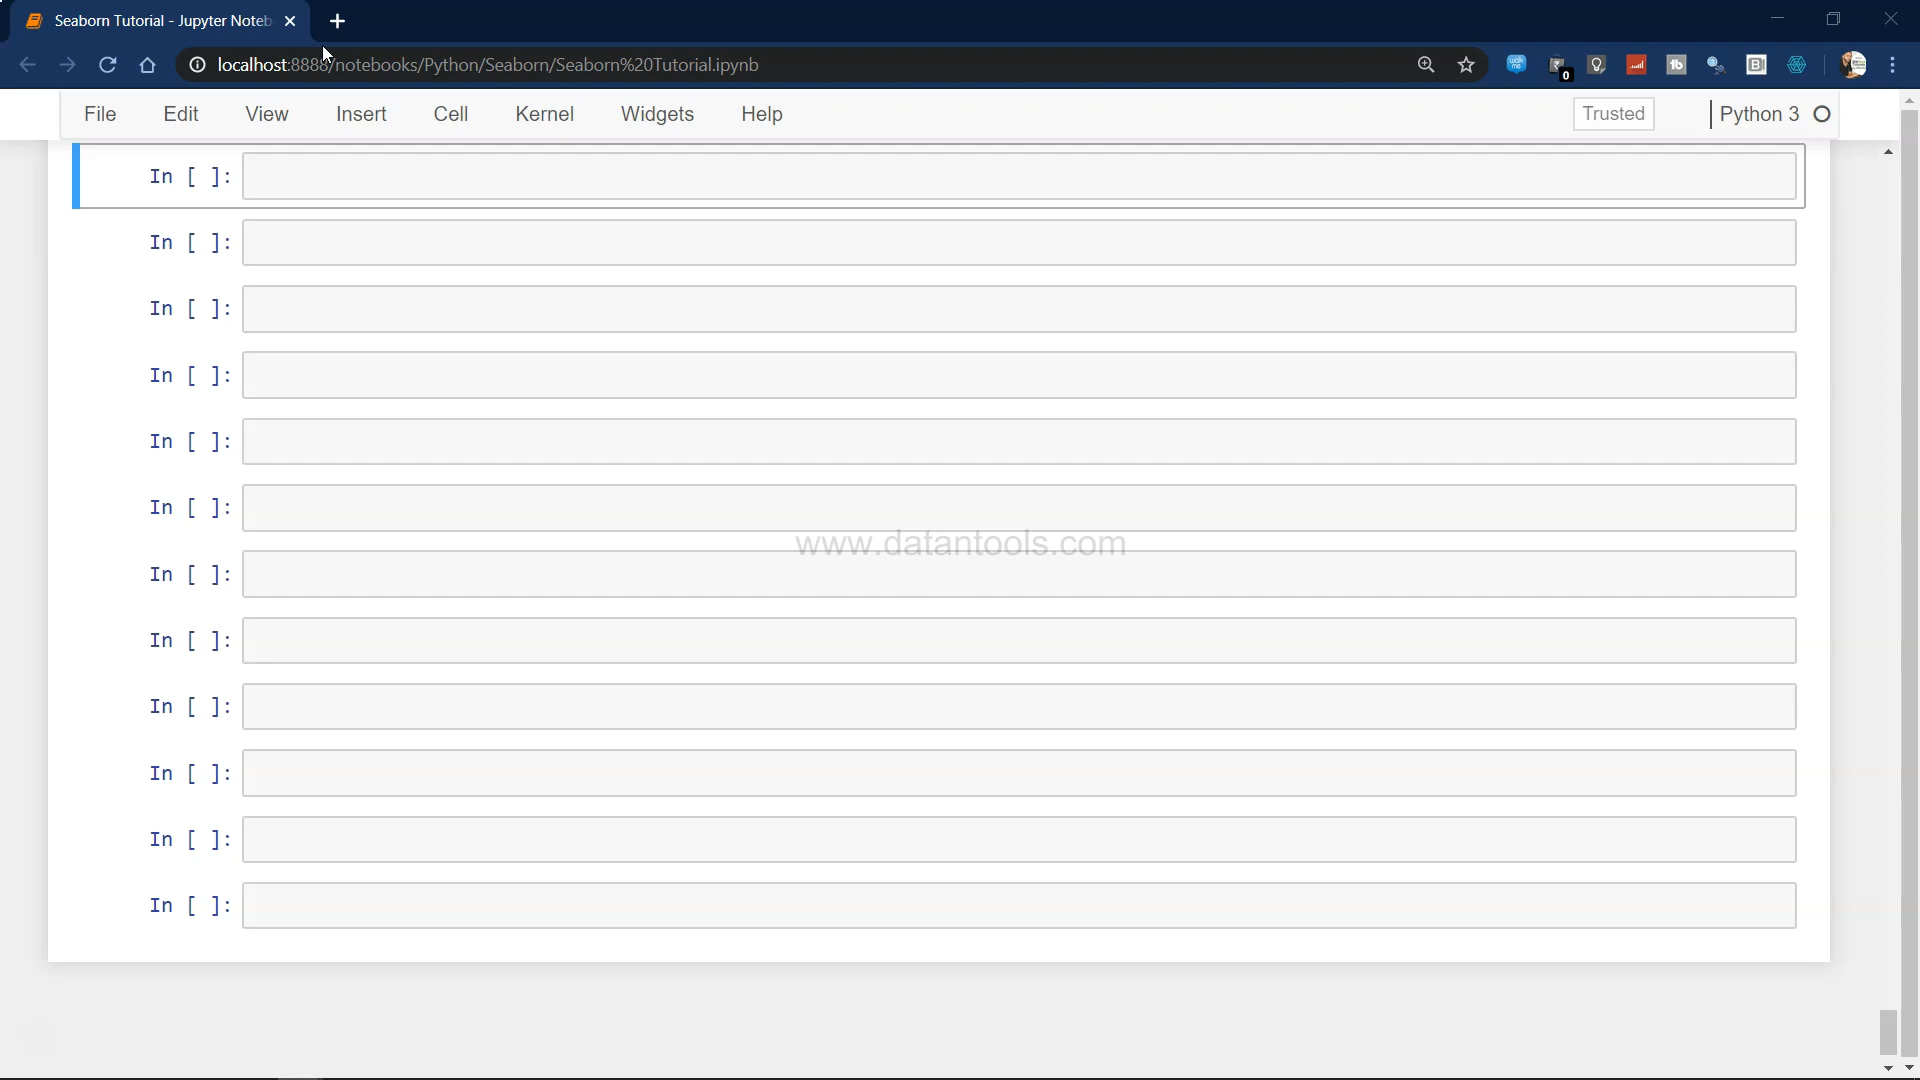 Seaborn Tutorial - Jupyter Noteb
localhost:8888/notebooks/Python/Seaborn/Seaborn%20Tutorial.ipynb
0
File Edit View Insert Cell Kernel Widgets Help Trusted Python 3
In [ ]:
In [ ]:
In [ ]:
In [ ]:
In [ ]:
In [ ]:
www.datantools.com
In [ ]:
In [ ]:
In [ ]:
In [ ]:
In [ ]:
In [ ]: